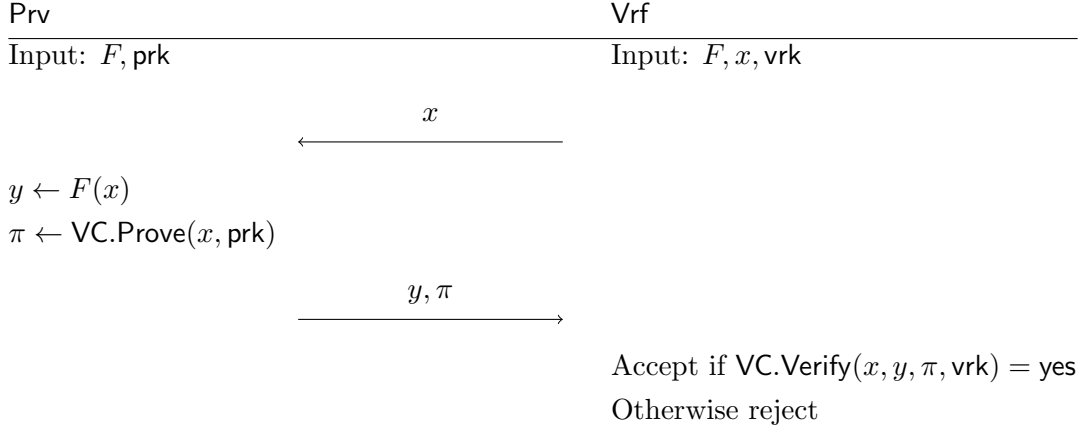 Prv Vrf
Input: F, prk Input: F, x, vrk
x
y ← F(x)
π ← VC.Prove(x, prk)
y, π
Accept if VC.Verify(x, y, π, vrk) = yes
Otherwise reject